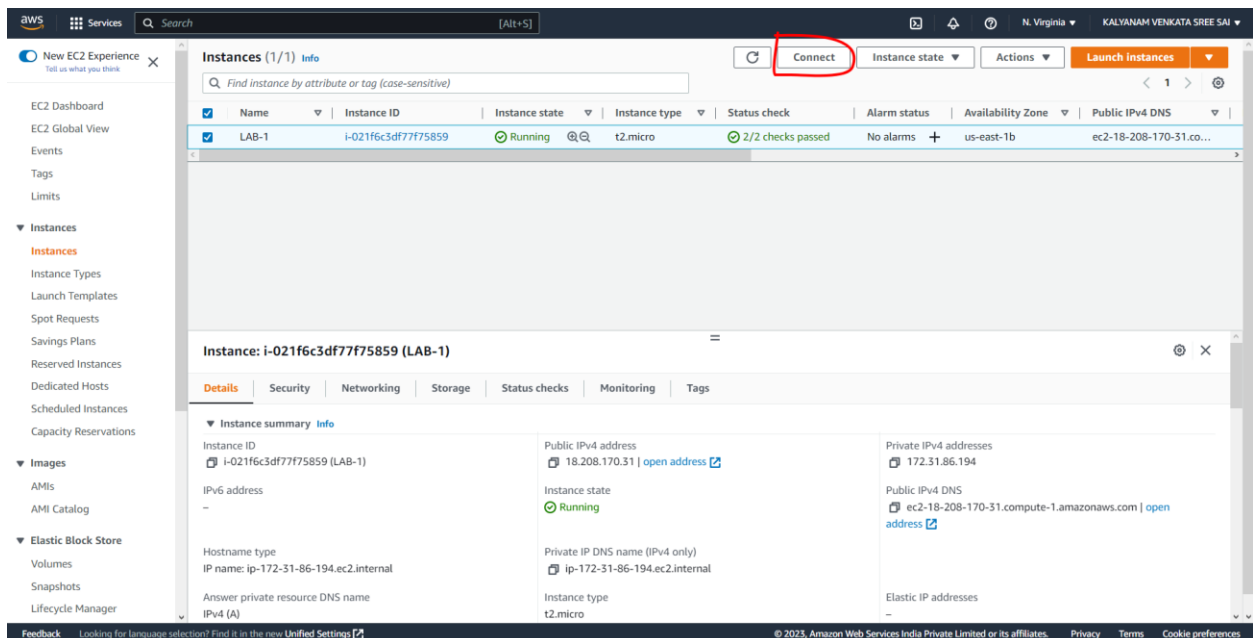 aws Services Search [Alt+S] N. Virginia KALYANAM VENKATA SREE SAI
New EC2 Experience
Tell us what you think
EC2 Dashboard
EC2 Global View
Events
Tags
Limits
Instances
Instances
Instance Types
Launch Templates
Spot Requests
Savings Plans
Reserved Instances
Dedicated Hosts
Scheduled Instances
Capacity Reservations
Images
AMIs
AMI Catalog
Elastic Block Store
Volumes
Snapshots
Lifecycle Manager
Instances (1/1) Info Connect Instance state Actions Launch instances
Find instance by attribute or tag (case-sensitive) 1
Name Instance ID Instance state Instance type Status check Alarm status Availability Zone Public IPv4 DNS
LAB-1 i-021f6c3df77f75859 Running t2.micro 2/2 checks passed No alarms + us-east-1b ec2-18-208-170-31.co...
Instance: i-021f6c3df77f75859 (LAB-1)
Details Security Networking Storage Status checks Monitoring Tags
Instance summary Info
Instance ID Public IPv4 address Private IPv4 addresses
i-021f6c3df77f75859 (LAB-1) 18.208.170.31 | open address 172.31.86.194
IPv6 address Instance state Public IPv4 DNS
– Running ec2-18-208-170-31.compute-1.amazonaws.com | open
address
Hostname type Private IP DNS name (IPv4 only)
IP name: ip-172-31-86-194.ec2.internal ip-172-31-86-194.ec2.internal
Answer private resource DNS name Instance type Elastic IP addresses
IPv4 (A) t2.micro –
Feedback Looking for language selection? Find it in the new Unified Settings © 2023, Amazon Web Services India Private Limited or its affiliates. Privacy Terms Cookie preferences